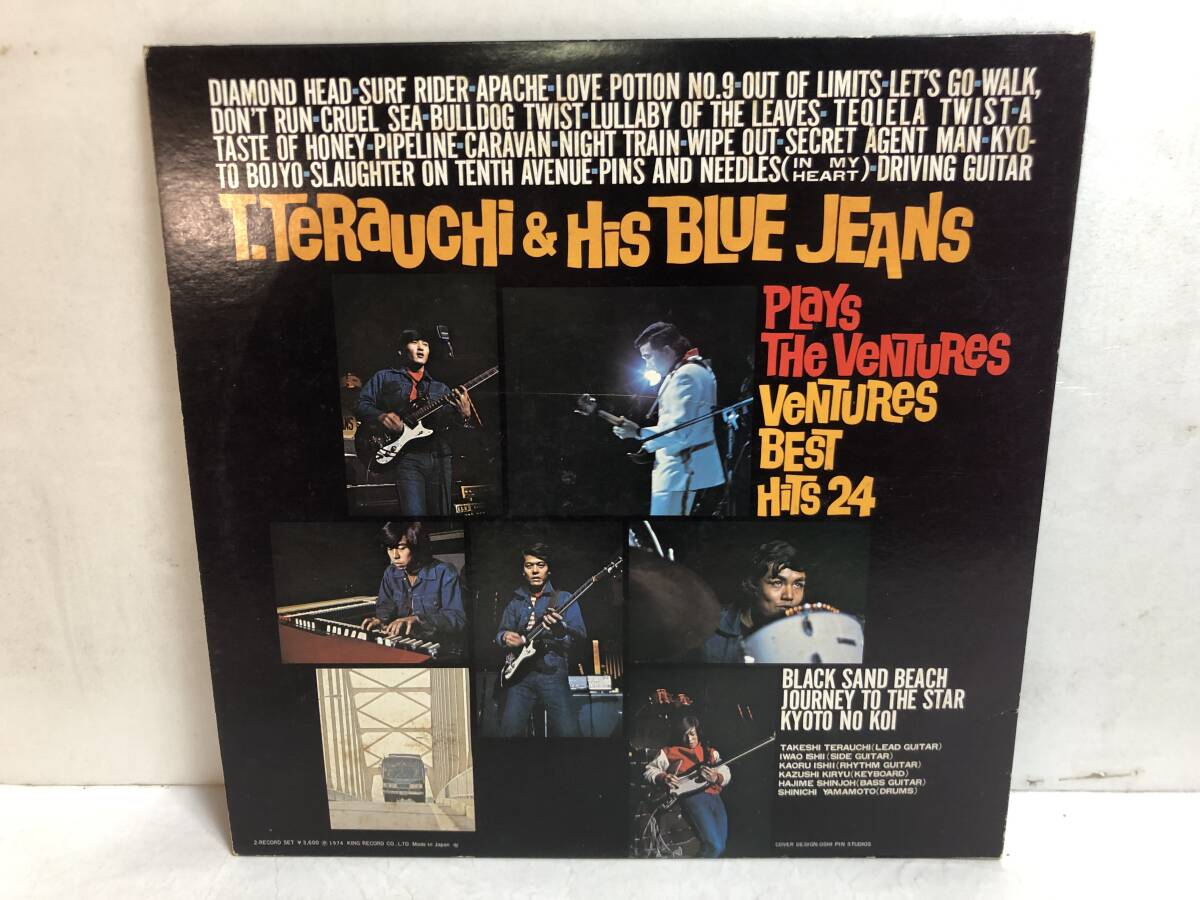 DIAMOND HEAD-SURF RIDER-APACHE-LOVE POTION NO.9-OUT OF LIMITS-LET'S GO-WALK,
DON'T RUN-CRUEL SEA-BULLDOG TWIST-LULLABY OF THE LEAVES-TEQIELA TWIST-A
TASTE OF HONEY-PIPELINE-CARAVAN-NIGHT TRAIN-WIPE OUT-SECRET AGENT MAN-KYO-
TO BOJYO-SLAUGHTER ON TENTH AVENUE-PINS AND NEEDLES(IN MY HEART)-DRIVING GUITAR
T.TERAUCHI & HIS BLUE JEANS
PLAYS
THE VENTURES
VENTURES
BEST
HITS 24
BLACK SAND BEACH
JOURNEY TO THE STAR
KYOTO NO KOI
TAKESHI TERAUCHI(LEAD GUITAR)
IWAO ISHII(SIDE GUITAR)
KAORU ISHII(RHYTHM GUITAR)
KAZUSHI KIRYU(KEYBOARD)
HAJIME SHINJOH(BASS GUITAR)
SHINICHI YAMAMOTO(DRUMS)
2-RECORD SET ¥3,600 ℗ 1974 KING RECORD CO., LTD. Made in Japan
COVER DESIGN:OSHI PIN STUDIOS